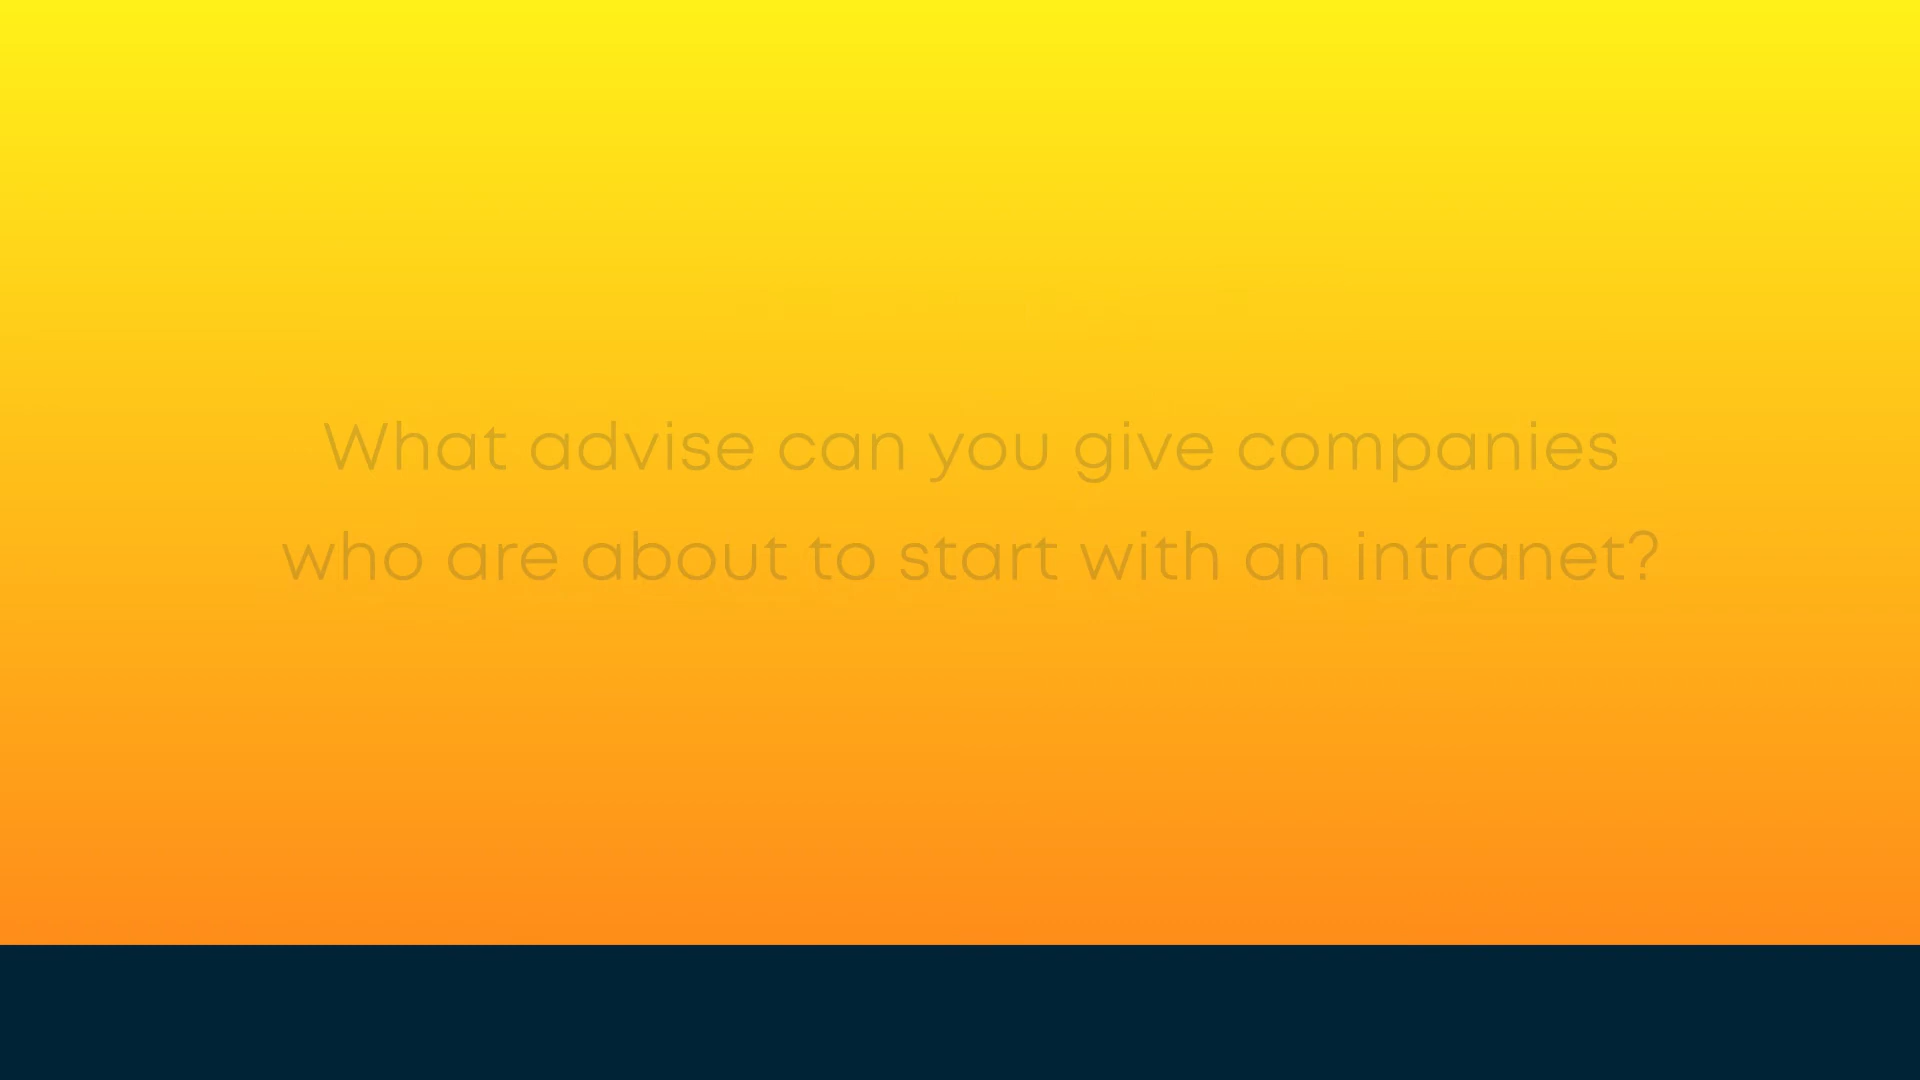 What advise can you give companies
who are about to start with an intranet?